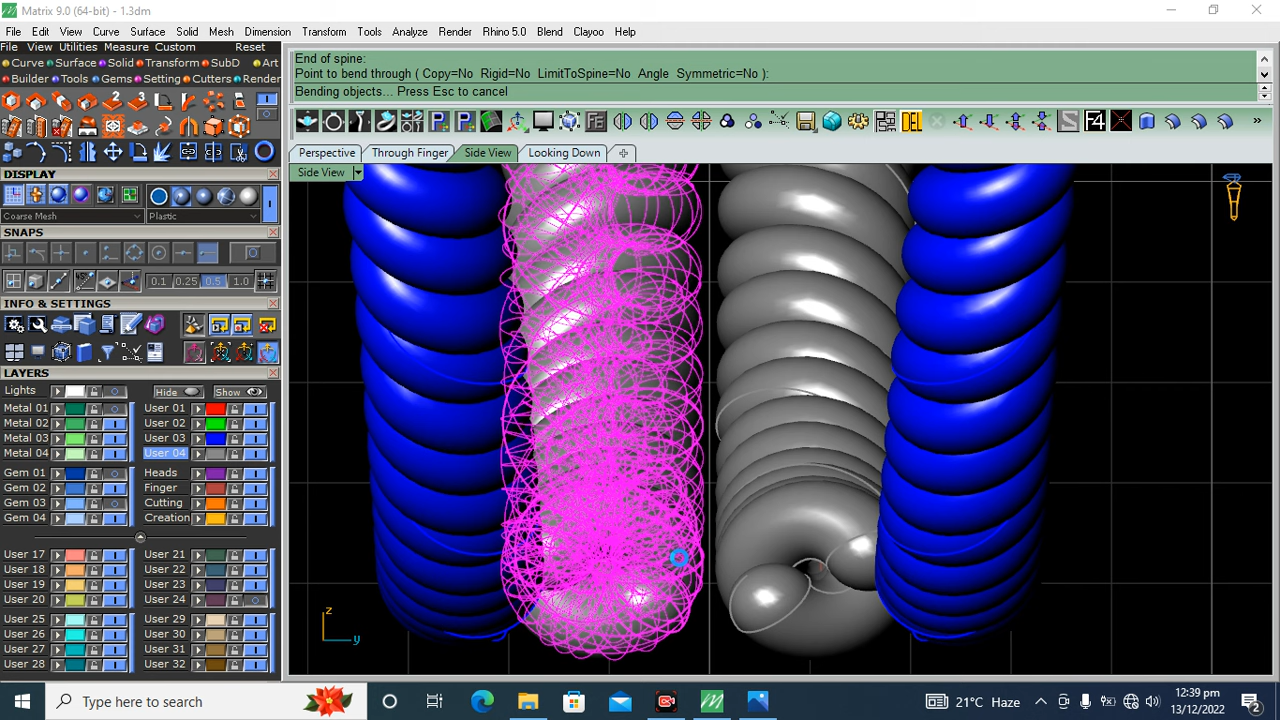 Matrix 9.0 (64-bit) - 1.3dm
File Edit View Curve Surface Solid Mesh Dimension Transform Tools Analyze Render Rhino 5.0 Blend Clayoo Help
File View Utilities Measure Custom Reset
Curve Surface Solid Transform SubD Art
Builder Tools Gems Setting Cutters Render
End of spine:
Point to bend through ( Copy=No Rigid=No LimitToSpine=No Angle Symmetric=No ):
Bending objects... Press Esc to cancel
Perspective Through Finger Side View Looking Down
Side View
DISPLAY
Coarse Mesh Plastic
SNAPS
0.1 0.25 0.5 1.0
INFO & SETTINGS
LAYERS
Lights Hide Show
Metal 01 User 01
Metal 02 User 02
Metal 03 User 03
Metal 04 User 04
Gem 01 Heads
Gem 02 Finger
Gem 03 Cutting
Gem 04 Creation
User 17 User 21
User 18 User 22
User 19 User 23
User 20 User 24
User 25 User 29
User 26 User 30
User 27 User 31
User 28 User 32
DEL
F4
z
y
Type here to search
21°C Haze
12:39 pm
13/12/2022
2